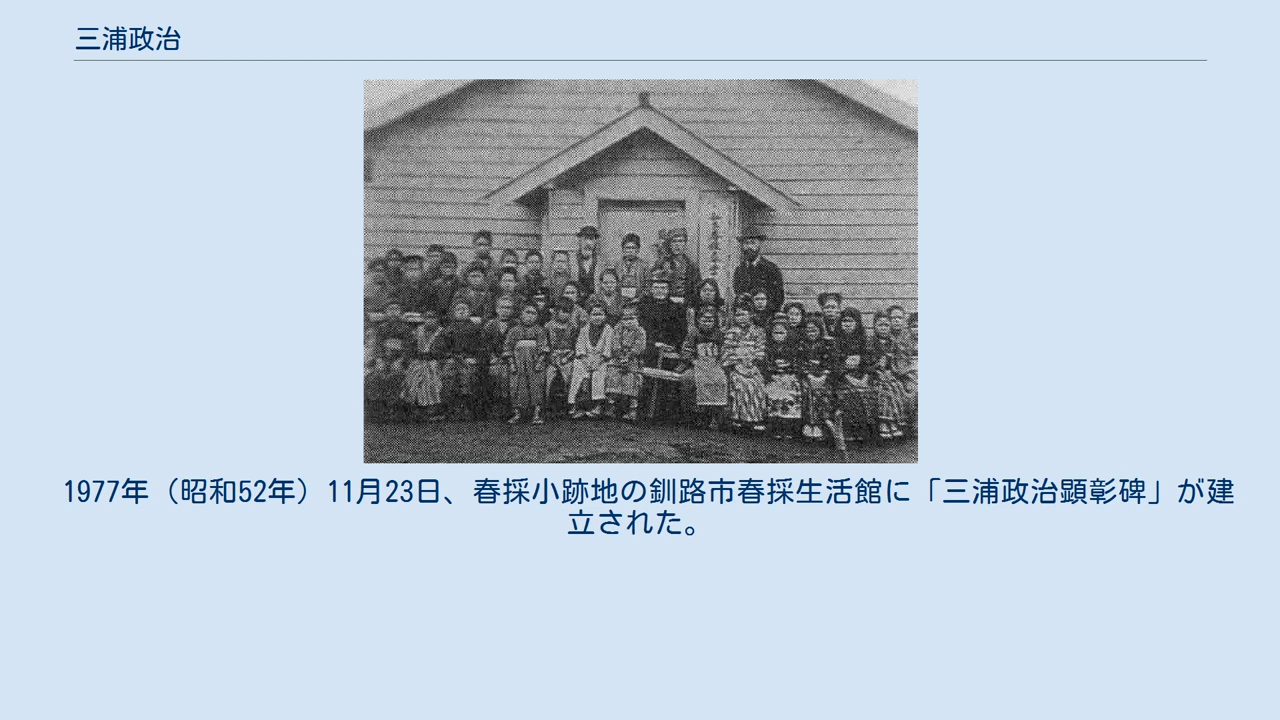 三浦政治
1977年（昭和52年）11月23日、春採小跡地の釧路市春採生活館に「三浦政治顕彰碑」が建
立された。